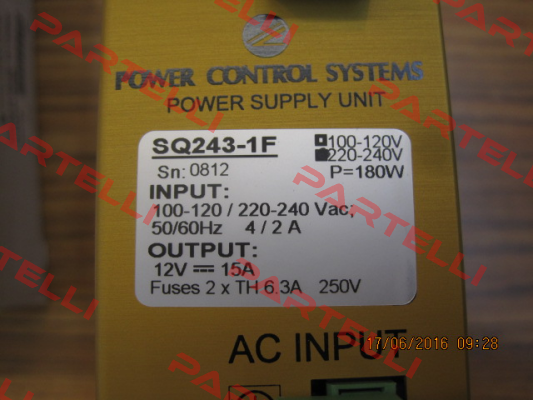 POWER CONTROL SYSTEMS
POWER SUPPLY UNIT
SQ243-1F
100-120V
220-240V
Sn: 0812
P=180W
INPUT:
100-120 / 220-240 Vac;
50/60Hz 4 / 2 A
OUTPUT:
12V 15A
Fuses 2 x TH 6.3A 250V
AC INPUT
17/06/2016 09:28
PARTELLI
PARTELLI
PARTELLI
PARTELLI
PARTELLI
PARTELLI